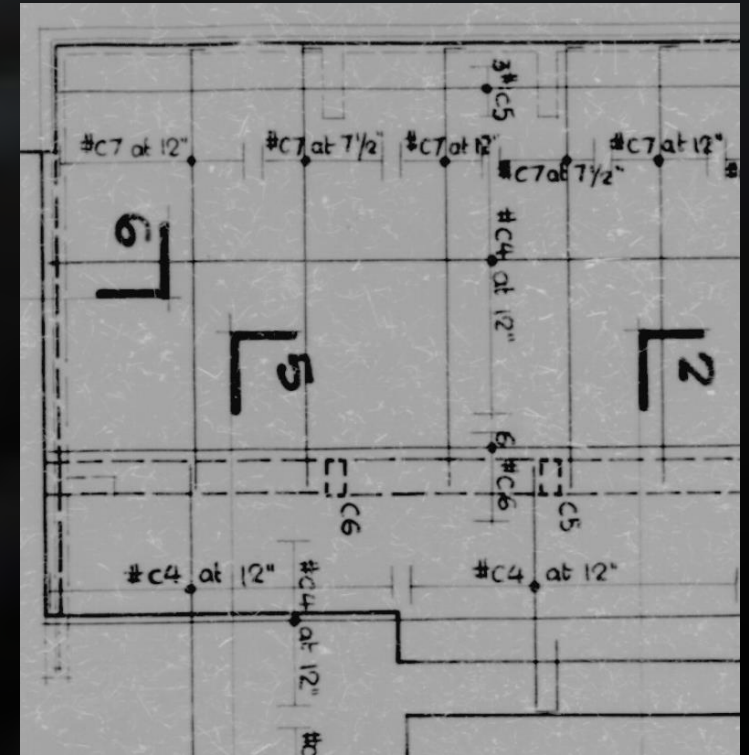 3#C5
#C7 at 12"
#C7 at 7½"
#C7 at 12"
#C7 at 7½"
#C7 at 12"
6
#C4 at 12"
5
2
6#C6
C6
C5
#C4 at 12"
#C4 at 12"
#C4 at 12"